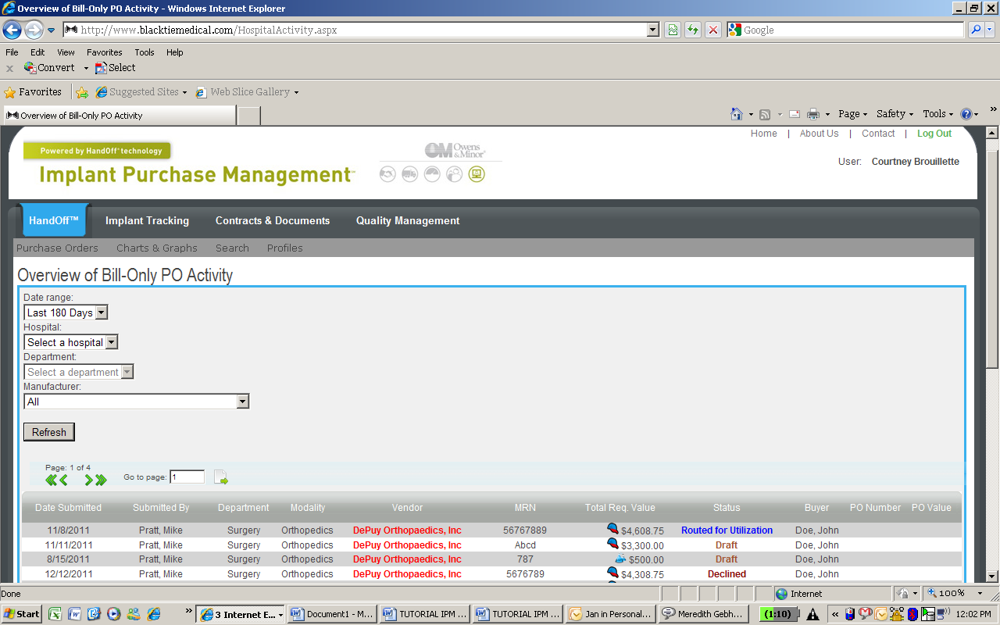 Overview of Bill-Only PO Activity - Windows Internet Explorer
http://www.blacktiemedical.com/HospitalActivity.aspx Google
File Edit View Favorites Tools Help
x Convert Select
Favorites Suggested Sites Web Slice Gallery
Overview of Bill-Only PO Activity Page Safety Tools »
Home | About Us | Contact | Log Out
Powered by HandOff® technology
OM Owens & Minor®
Implant Purchase Management™
User: Courtney Brouillette
HandOff™ Implant Tracking Contracts & Documents Quality Management
Purchase Orders Charts & Graphs Search Profiles
Overview of Bill-Only PO Activity
Date range:
Last 180 Days
Hospital:
Select a hospital
Department:
Select a department
Manufacturer:
All
Refresh
Page: 1 of 4
Go to page: 1
Date Submitted Submitted By Department Modality Vendor MRN Total Req. Value Status Buyer PO Number PO Value
11/8/2011 Pratt, Mike Surgery Orthopedics DePuy Orthopaedics, Inc 56767889 $4,608.75 Routed for Utilization Doe, John
11/11/2011 Pratt, Mike Surgery Orthopedics DePuy Orthopaedics, Inc Abcd $3,300.00 Draft Doe, John
8/15/2011 Pratt, Mike Surgery Orthopedics DePuy Orthopaedics, Inc 787 $500.00 Draft Doe, John
12/12/2011 Pratt, Mike Surgery Orthopedics DePuy Orthopaedics, Inc 5676789 $4,308.75 Declined Doe, John
Done Internet 100%
Start » 3 Internet E... Document1 - M... TUTORIAL IPM ... TUTORIAL IPM ... Jan in Personal... Meredith Gebh... (1:10) « 12:02 PM